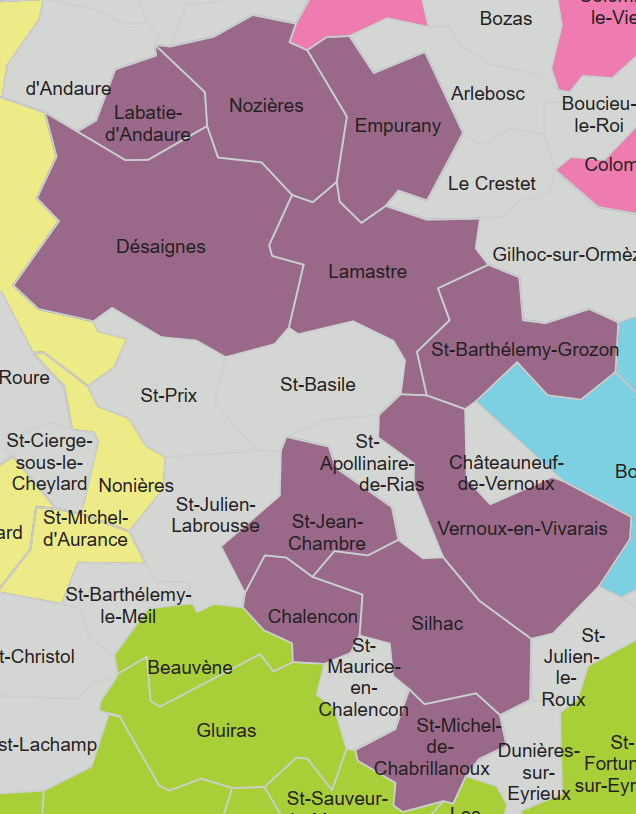 Bozas
le-Vie
d'Andaure
Labatie-
d'Andaure
Nozières
Arlebosc
Empurany
Boucieu-
le-Roi
Colom
Le Crestet
Désaignes
Lamastre
Gilhoc-sur-Ormèz
St-Barthélemy-Grozon
Roure
St-Prix
St-Basile
St-Cierge-
sous-le-
Cheylard
Nonières
St-
Apollinaire-
de-Rias
Châteauneuf-
de-Vernoux
Bo
St-Julien-
Labrousse
ard
St-Michel-
d'Aurance
St-Jean-
Chambre
Vernoux-en-Vivarais
St-Barthélemy-
le-Meil
Chalencon
Silhac
t-Christol
Beauvène
St-
Maurice-
en-
Chalencon
St-
Julien-
le-
Roux
Gluiras
st-Lachamp
St-Michel-
de-
Chabrillanoux
Dunières-
sur-
Eyrieux
St-
Fortun
sur-Eyr
St-Sauveur-